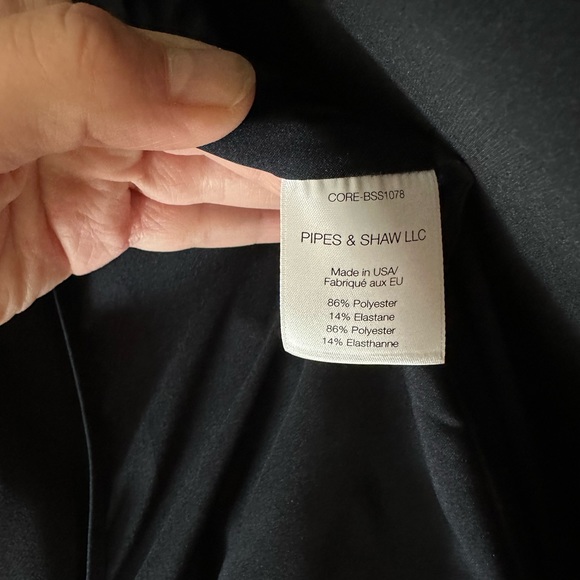 CORE-BSS1078
PIPES & SHAW LLC
Made in USA/
Fabriqué aux EU
86% Polyester
14% Elastane
86% Polyester
14% Elasthanne